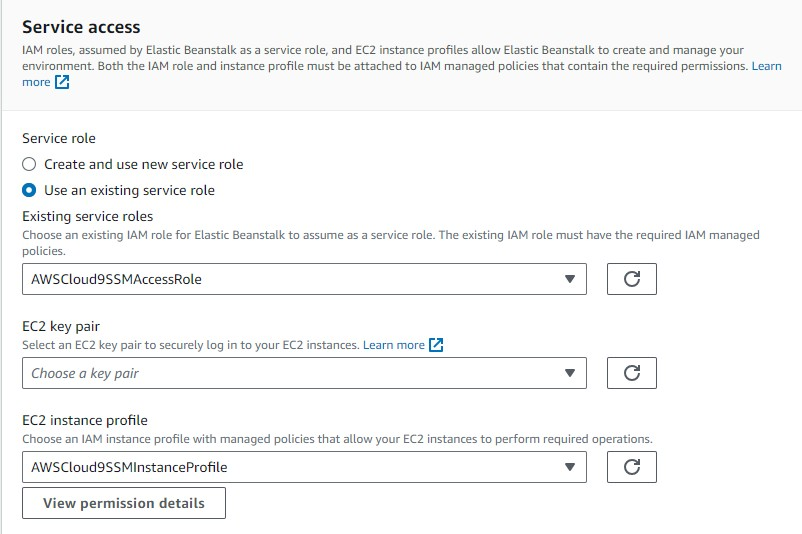 Service access
IAM roles, assumed by Elastic Beanstalk as a service role, and EC2 instance profiles allow Elastic Beanstalk to create and manage your
environment. Both the IAM role and instance profile must be attached to IAM managed policies that contain the required permissions. Learn
more
Service role
Create and use new service role
Use an existing service role
Existing service roles
Choose an existing IAM role for Elastic Beanstalk to assume as a service role. The existing IAM role must have the required IAM managed
policies.
AWSCloud9SSMAccessRole
EC2 key pair
Select an EC2 key pair to securely log in to your EC2 instances. Learn more
Choose a key pair
EC2 instance profile
Choose an IAM instance profile with managed policies that allow your EC2 instances to perform required operations.
AWSCloud9SSMInstanceProfile
View permission details